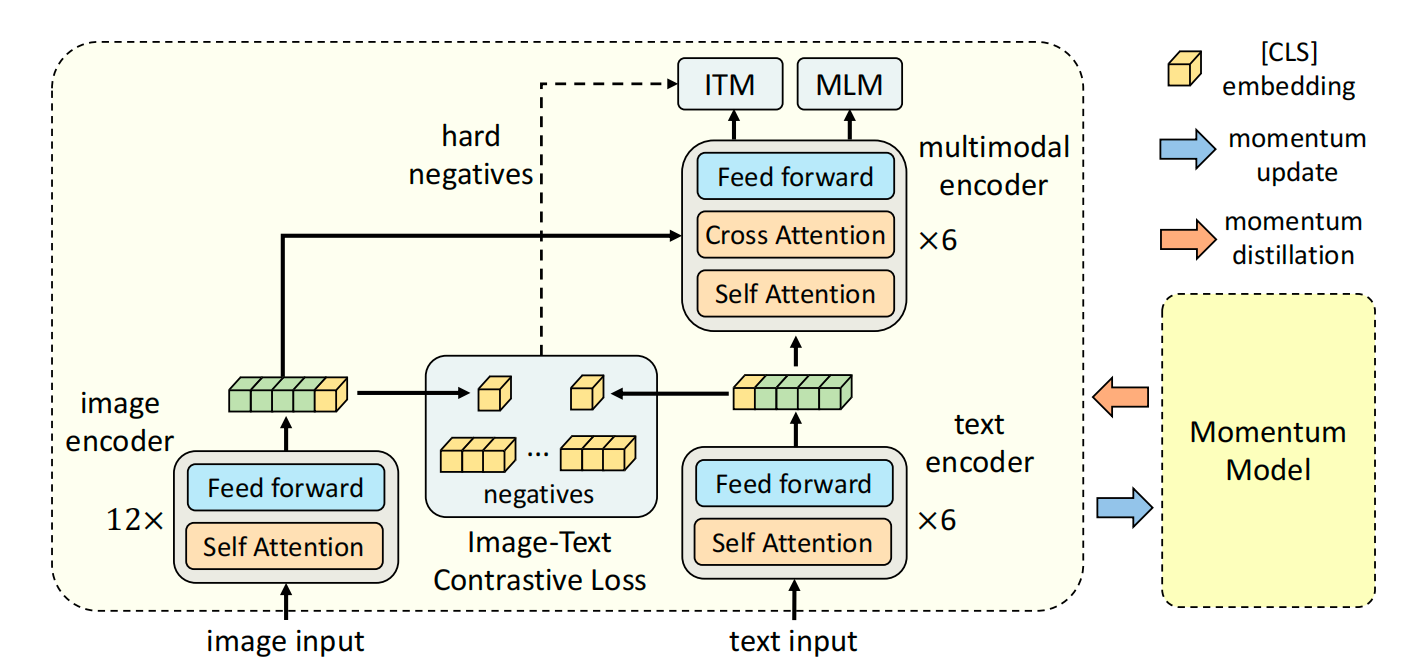 ITM
MLM
[CLS]
embedding
hard
negatives
multimodal
encoder
momentum
update
Feed forward
Cross Attention
×6
momentum
distillation
Self Attention
image
encoder
text
encoder
Momentum
Model
Feed forward
12×
Self Attention
...
negatives
Image-Text
Contrastive Loss
Feed forward
×6
Self Attention
image input
text input